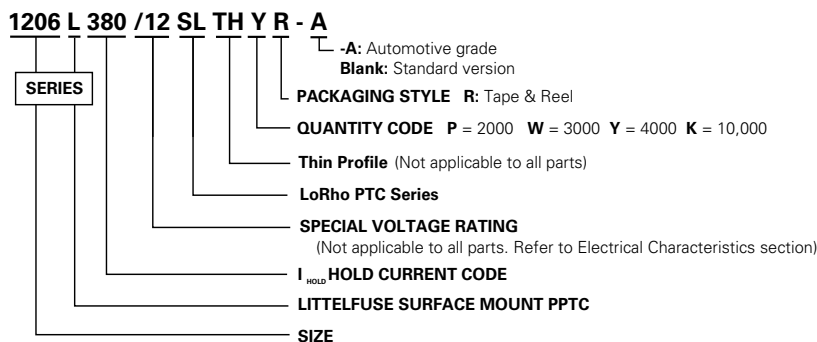 1206 L 380 /12 SL TH Y R - A
-A: Automotive grade
Blank: Standard version
SERIES
PACKAGING STYLE R: Tape & Reel
QUANTITY CODE P = 2000 W = 3000 Y = 4000 K = 10,000
Thin Profile (Not applicable to all parts)
LoRho PTC Series
SPECIAL VOLTAGE RATING
(Not applicable to all parts. Refer to Electrical Characteristics section)
I HOLD HOLD CURRENT CODE
LITTELFUSE SURFACE MOUNT PPTC
SIZE